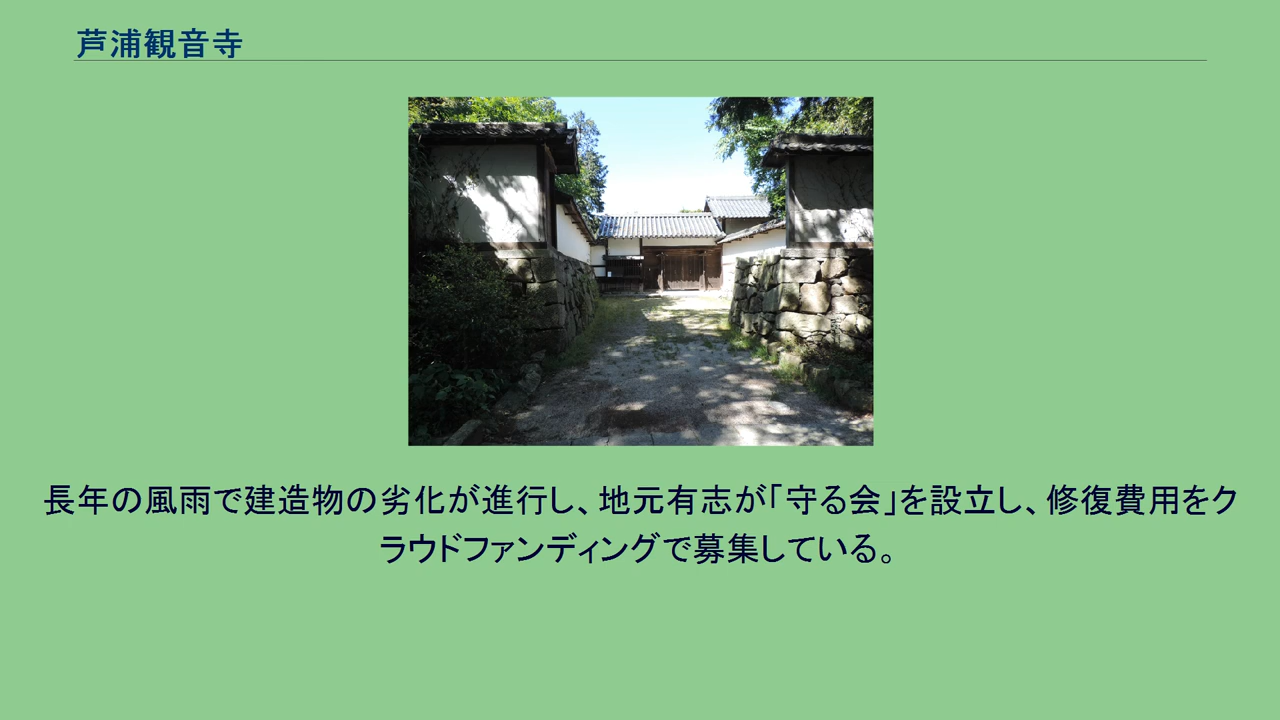 芦浦観音寺
長年の風雨で建造物の劣化が進行し、地元有志が「守る会」を設立し、修復費用をク
ラウドファンディングで募集している。